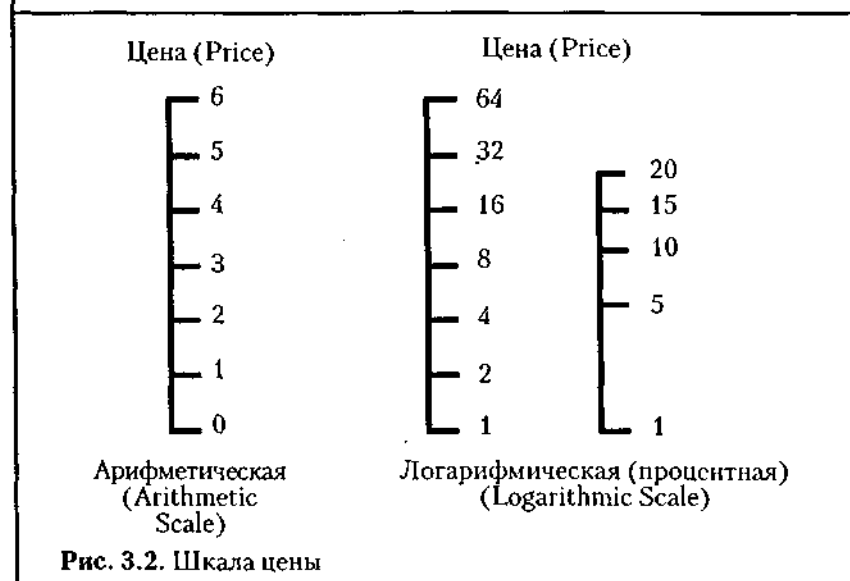 Цена (Price)
6
5
4
3
2
1
0
Арифметическая
(Arithmetic
Scale)
Цена (Price)
64
32
16
8
4
2
1
20
15
10
5
1
Логарифмическая (процентная)
(Logarithmic Scale)
Рис. 3.2. Шкала цены